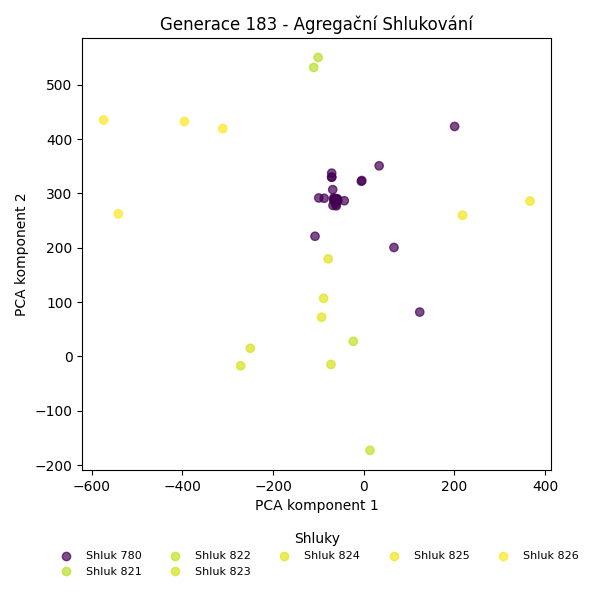 Generace 183 - Agregační Shlukování
PCA komponent 2
500
400
300
200
100
0
−100
−200
−600
−400
−200
0
200
400
PCA komponent 1
Shluky
Shluk 780
Shluk 822
Shluk 824
Shluk 825
Shluk 826
Shluk 821
Shluk 823